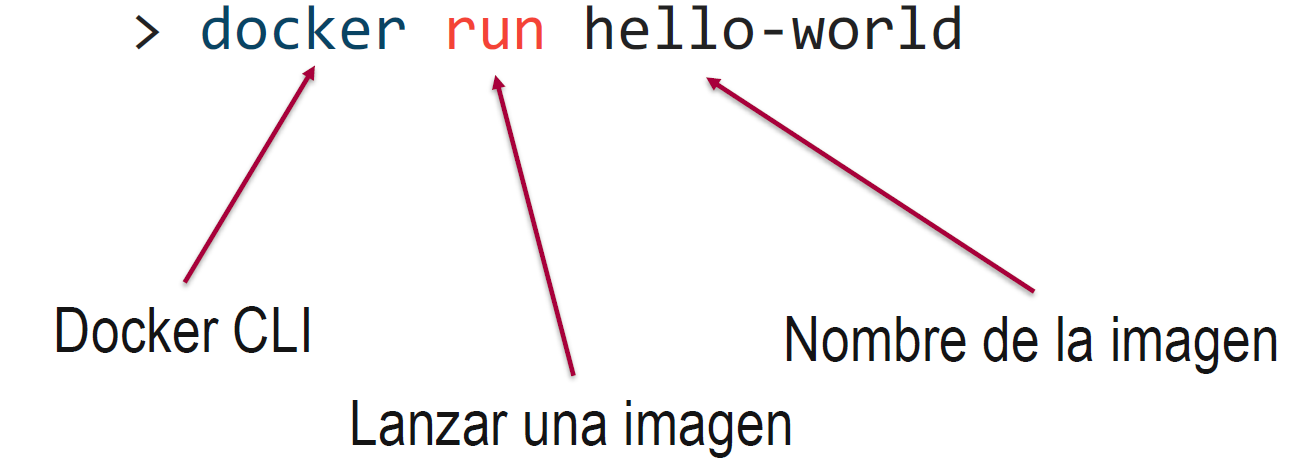 > docker run hello-world
Docker CLI
Nombre de la imagen
Lanzar una imagen